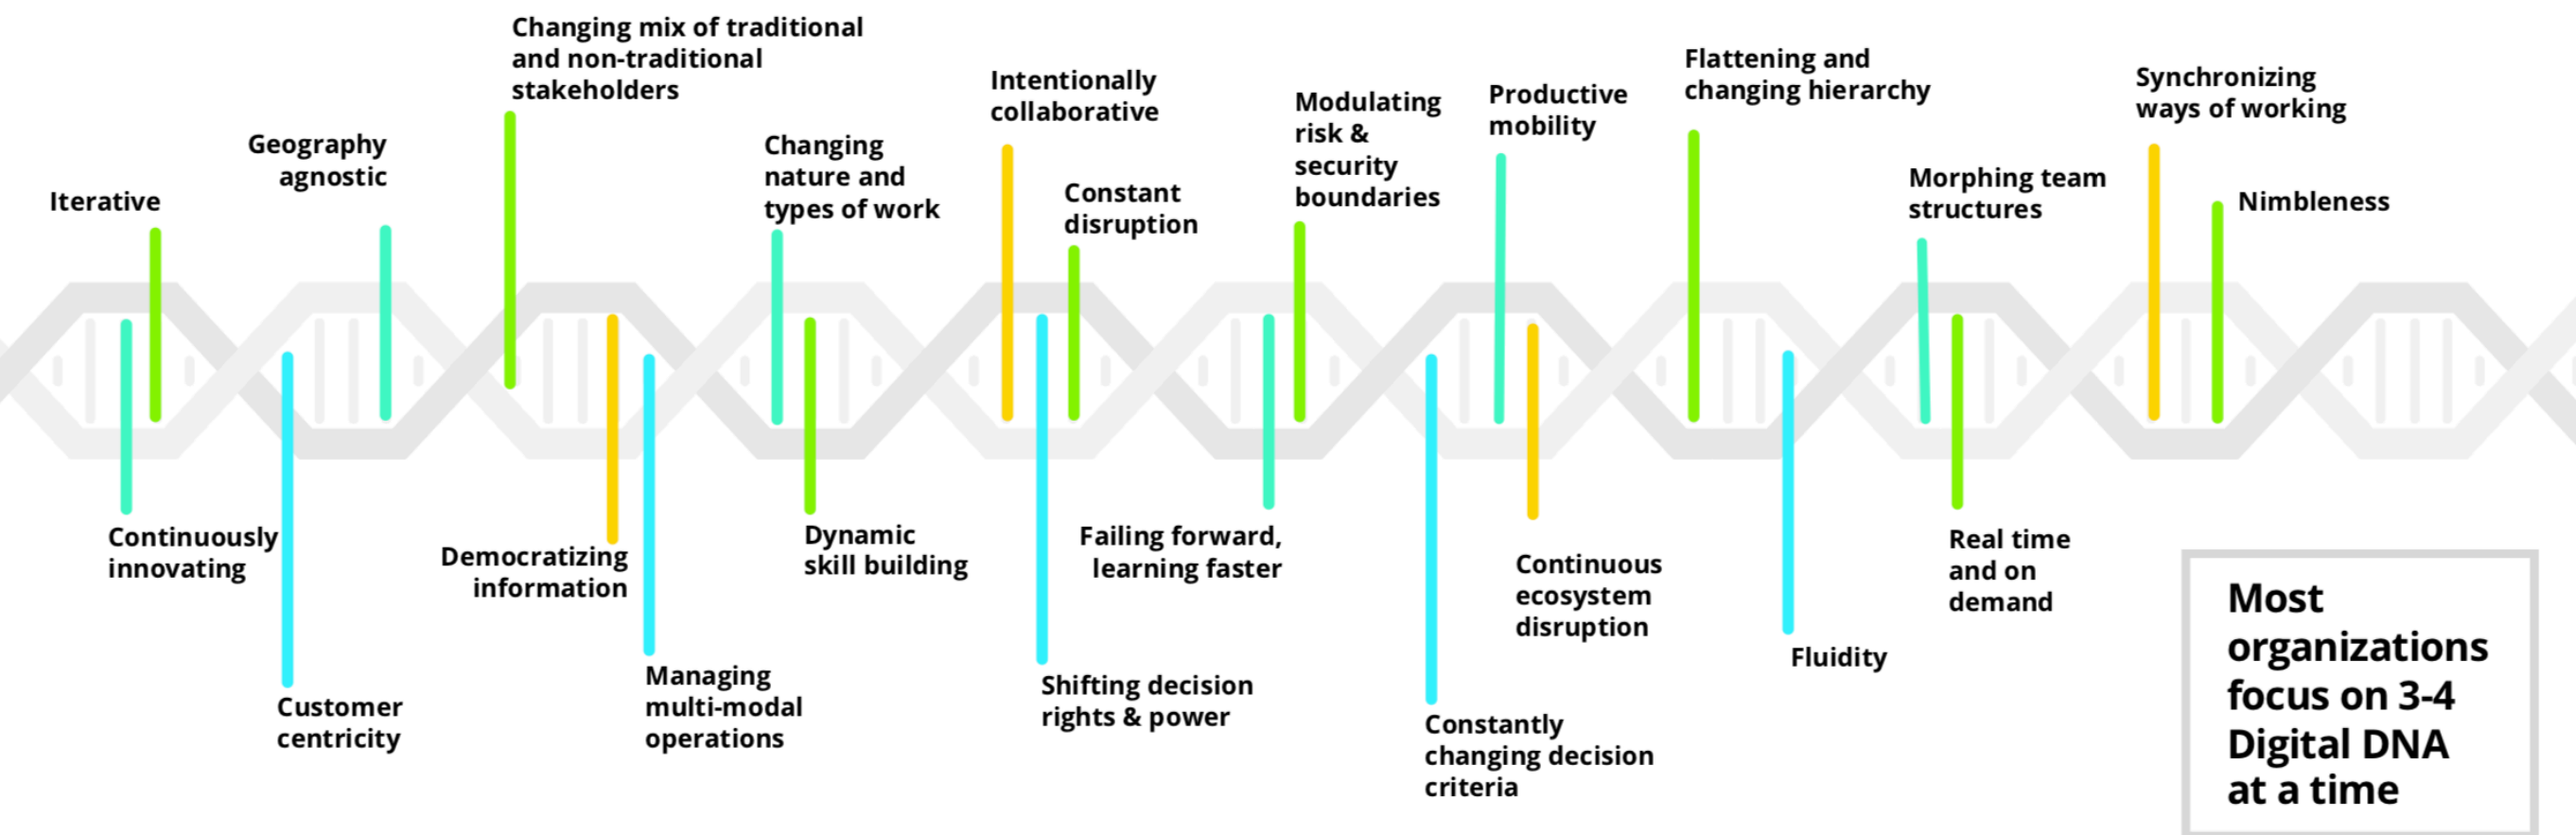 Iterative
Geography
agnostic
Changing mix of traditional
and non-traditional
stakeholders
Changing
nature and
types of work
Intentionally
collaborative
Constant
disruption
Modulating
risk &
security
boundaries
Productive
mobility
Flattening and
changing hierarchy
Morphing team
structures
Synchronizing
ways of working
Nimbleness
Continuously
innovating
Customer
centricity
Democratizing
information
Managing
multi-modal
operations
Dynamic
skill building
Shifting decision
rights & power
Failing forward,
learning faster
Constantly
changing decision
criteria
Continuous
ecosystem
disruption
Fluidity
Real time
and on
demand
Most
organizations
focus on 3-4
Digital DNA
at a time